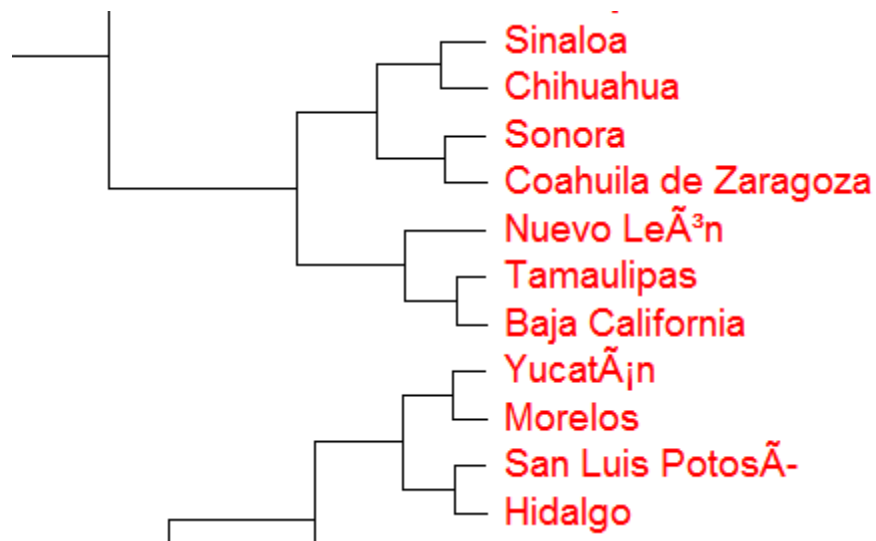 Sinaloa
Chihuahua
Sonora
Coahuila de Zaragoza
Nuevo LeÃ³n
Tamaulipas
Baja California
YucatÃ¡n
Morelos
San Luis PotosÃ-
Hidalgo